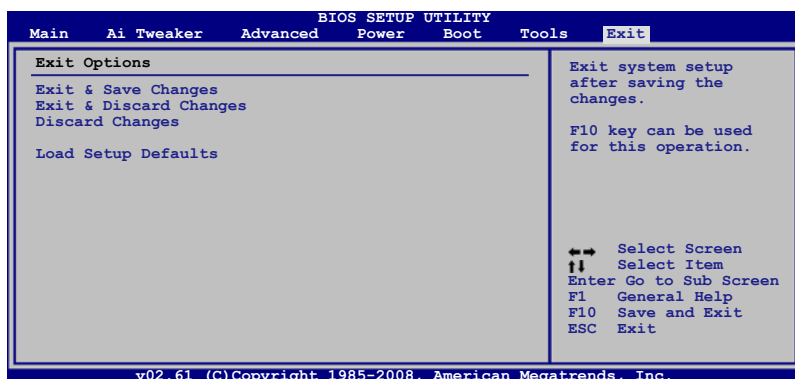 BIOS SETUP UTILITY
Main Ai Tweaker Advanced Power Boot Tools Exit
Exit Options
Exit & Save Changes
Exit & Discard Changes
Discard Changes
Load Setup Defaults
Exit system setup
after saving the
changes.
F10 key can be used
for this operation.
←→ Select Screen
↑↓ Select Item
Enter Go to Sub Screen
F1 General Help
F10 Save and Exit
ESC Exit
v02.61 (C)Copyright 1985-2008, American Megatrends, Inc.